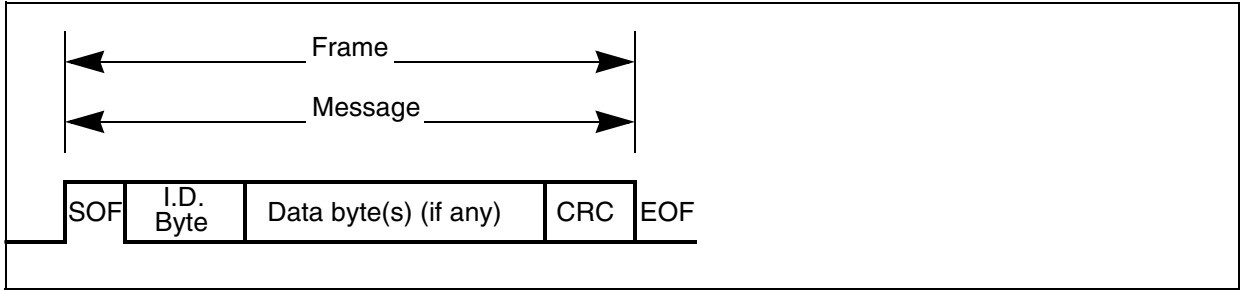 Frame
Message
SOF I.D. Byte Data byte(s) (if any) CRC EOF